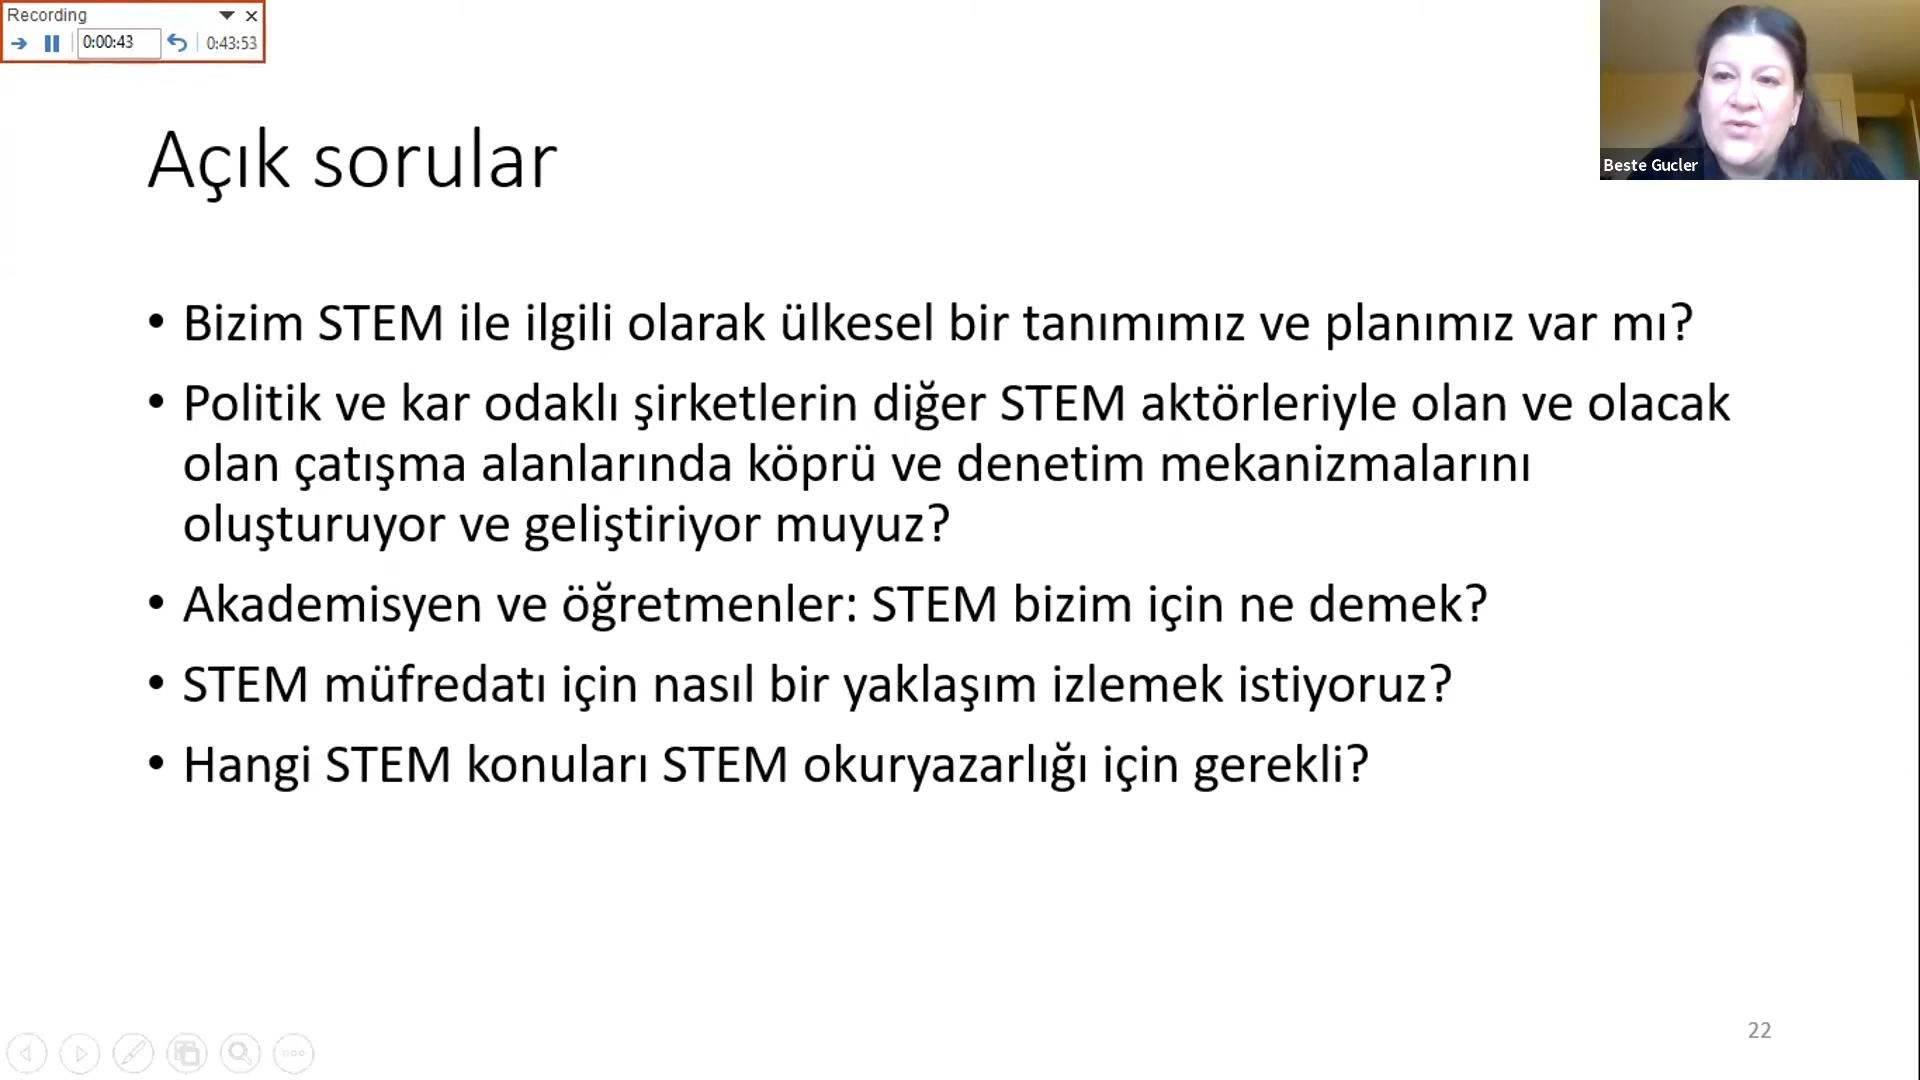 Recording
0:00:43
0:43:53
Beste Gucler
Açık sorular
• Bizim STEM ile ilgili olarak ülkesel bir tanımımız ve planımız var mı?
• Politik ve kar odaklı şirketlerin diğer STEM aktörleriyle olan ve olacak
olan çatışma alanlarında köprü ve denetim mekanizmalarını
oluşturuyor ve geliştiriyor muyuz?
• Akademisyen ve öğretmenler: STEM bizim için ne demek?
• STEM müfredatı için nasıl bir yaklaşım izlemek istiyoruz?
• Hangi STEM konuları STEM okuryazarlığı için gerekli?
22